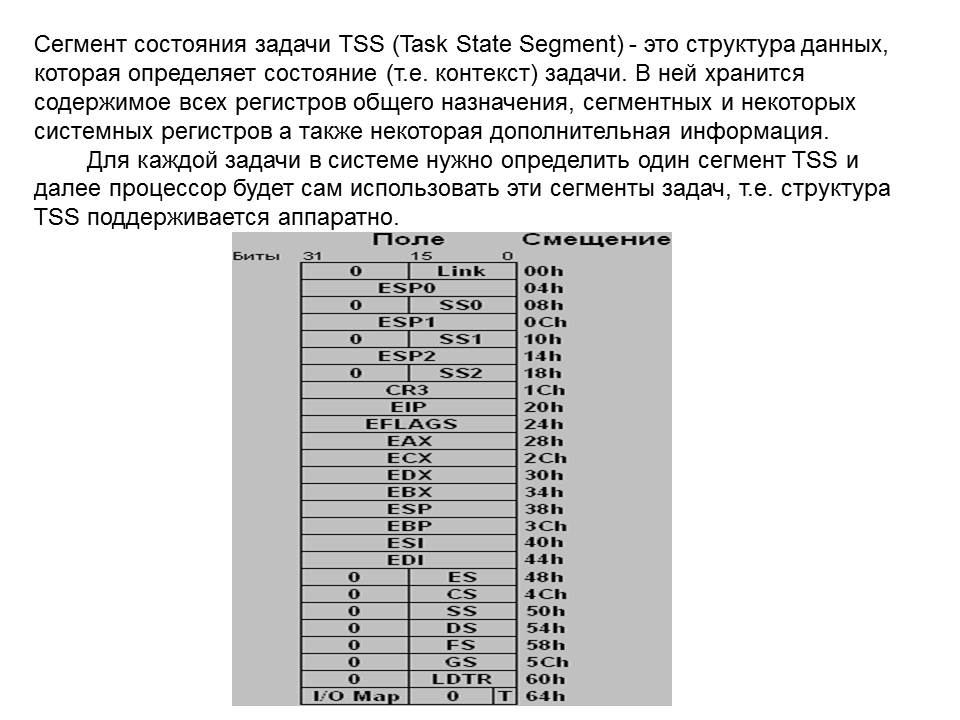 Сегмент состояния задачи TSS (Task State Segment) - это структура данных,
которая определяет состояние (т.е. контекст) задачи. В ней хранится
содержимое всех регистров общего назначения, сегментных и некоторых
системных регистров а также некоторая дополнительная информация.
Для каждой задачи в системе нужно определить один сегмент TSS и
далее процессор будет сам использовать эти сегменты задач, т.е. структура
TSS поддерживается аппаратно.
Поле Смещение
Биты 31 15 0
0 Link 00h
ESP0 04h
0 SS0 08h
ESP1 0Ch
0 SS1 10h
ESP2 14h
0 SS2 18h
CR3 1Ch
EIP 20h
EFLAGS 24h
EAX 28h
ECX 2Ch
EDX 30h
EBX 34h
ESP 38h
EBP 3Ch
ESI 40h
EDI 44h
0 ES 48h
0 CS 4Ch
0 SS 50h
0 DS 54h
0 FS 58h
0 GS 5Ch
0 LDTR 60h
I/O Map 0 T 64h